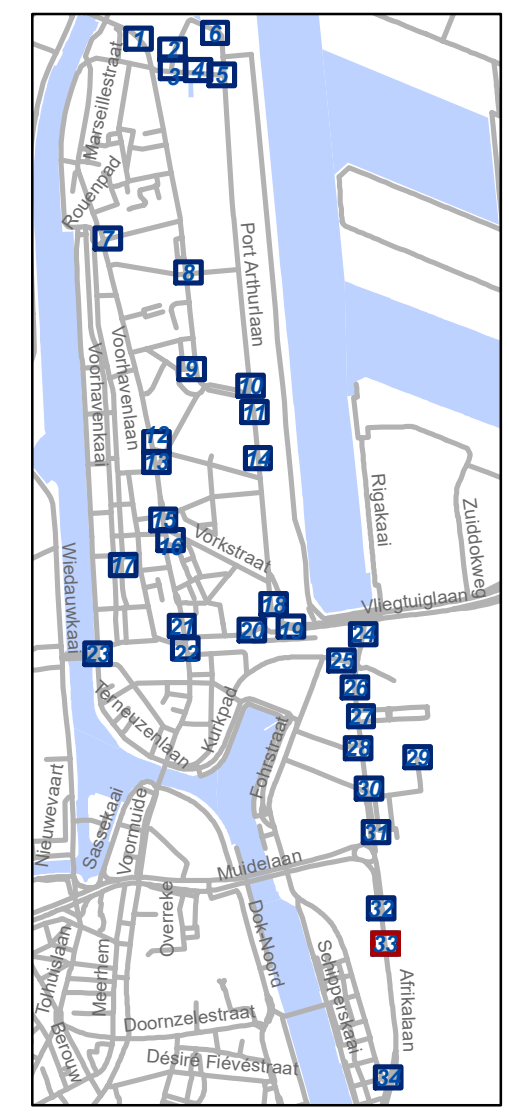 1
2
6
3
4
5
Marseillestraat
Rouenpad
7
Port Arthurlaan
8
Voorhavenlaan
Voorhavenkaai
9
10
11
12
13
14
Rigakaai
Zuiddokweg
15
16
Vorkstraat
17
Wiedauwkaai
18
Vliegtuiglaan
19
20
21
22
23
24
25
26
27
28
29
30
31
Terneuzenlaan
Kurkpad
Nieuwevaart
Sassekaai
Voormuide
Muidelaan
32
33
Overreke
Dok-Noord
Schipperskaai
Afrikalaan
Tolhuislaan
Meerhem
Doornzelestraat
Berouw
Désiré Fiévéstraat
34